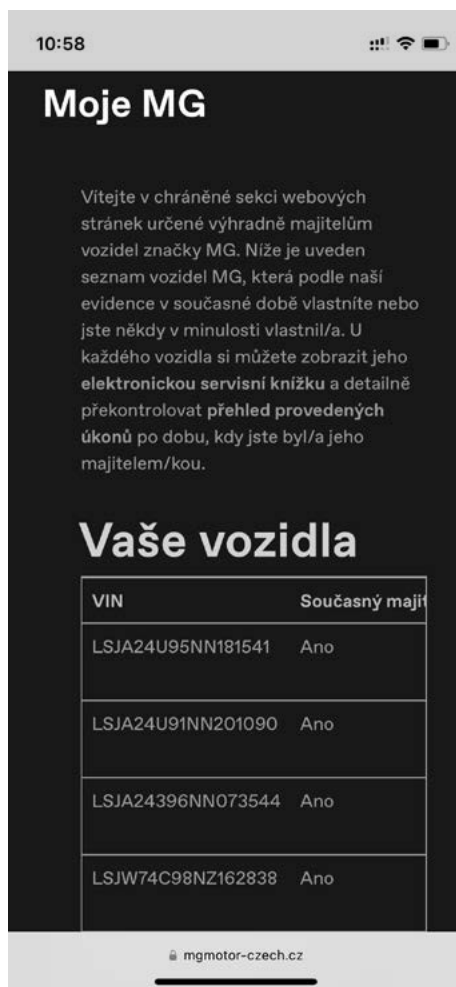 10:58
Moje MG
Vítejte v chráněné sekci webových
stránek určené výhradně majitelům
vozidel značky MG. Níže je uveden
seznam vozidel MG, která podle naší
evidence v současné době vlastníte nebo
jste někdy v minulosti vlastnil/a. U
každého vozidla si můžete zobrazit jeho
elektronickou servisní knížku a detailně
překontrolovat přehled provedených
úkonů po dobu, kdy jste byl/a jeho
majitelem/kou.
Vaše vozidla
VIN Současný majit
LSJA24U95NN181541 Ano
LSJA24U91NN201090 Ano
LSJA24396NN073544 Ano
LSJW74C98NZ162838 Ano
mgmotor-czech.cz